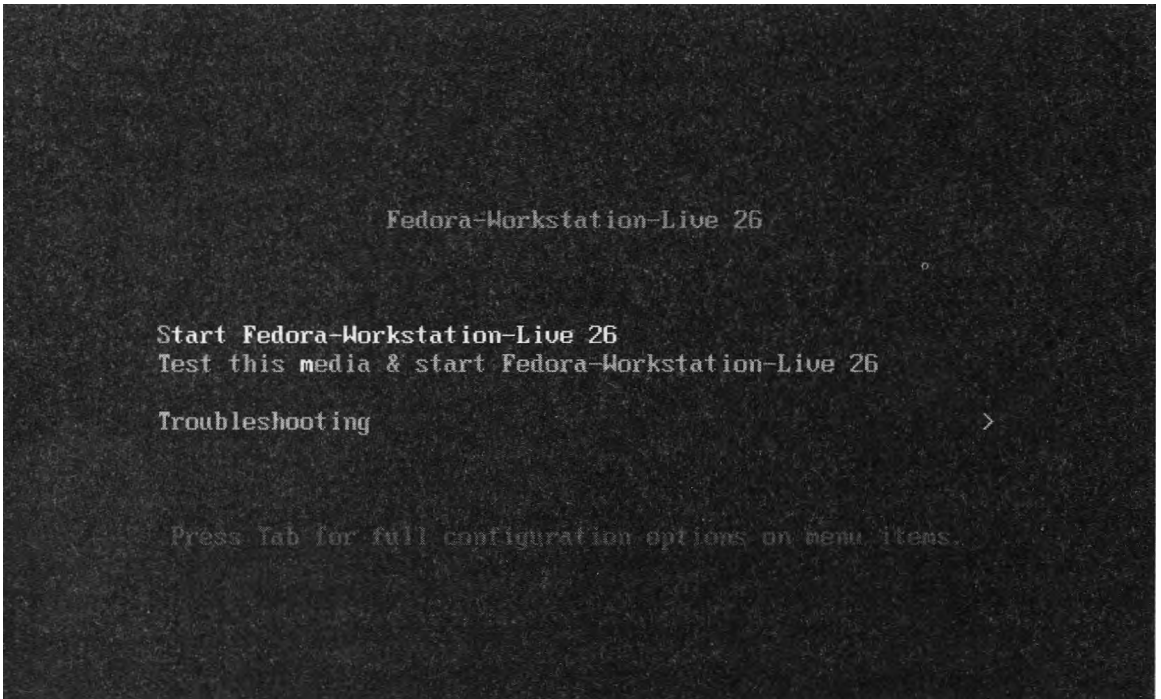 Fedora-Workstation-Live 26
Start Fedora-Workstation-Live 26
Test this media & start Fedora-Workstation-Live 26
Troubleshooting >
Press Tab for full configuration options on menu items.